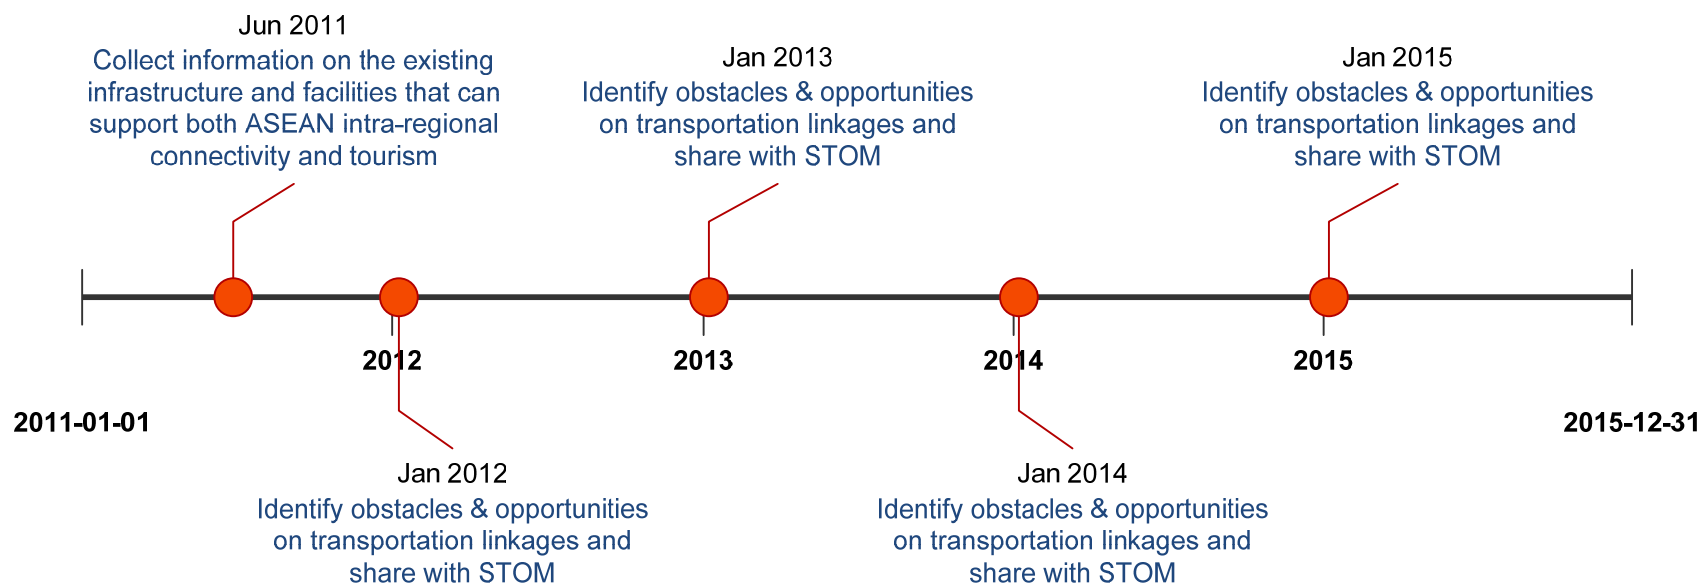 Jun 2011
Collect information on the existing
infrastructure and facilities that can
support both ASEAN intra-regional
connectivity and tourism
Jan 2013
Identify obstacles & opportunities
on transportation linkages and
share with STOM
Jan 2015
Identify obstacles & opportunities
on transportation linkages and
share with STOM
2012
2013
2014
2015
2011-01-01
2015-12-31
Jan 2012
Identify obstacles & opportunities
on transportation linkages and
share with STOM
Jan 2014
Identify obstacles & opportunities
on transportation linkages and
share with STOM